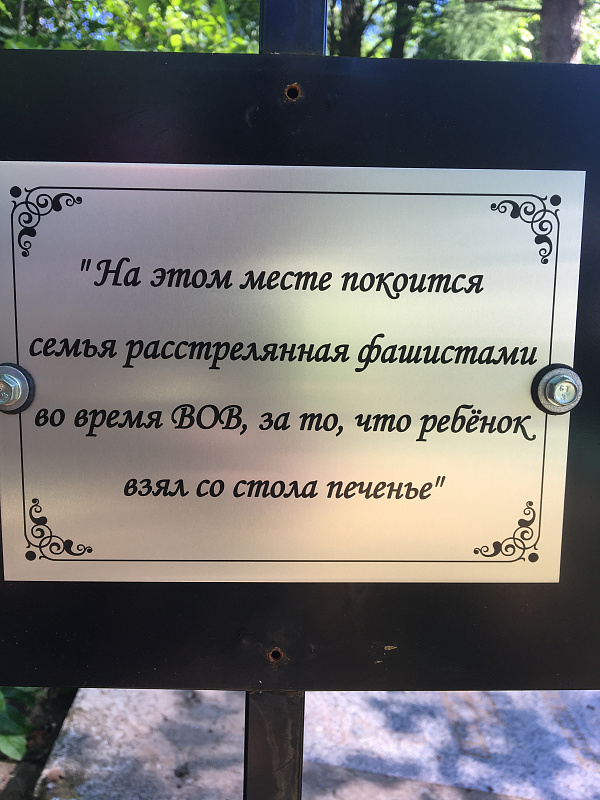 "На этом месте покоится
семья расстрелянная фашистами
во время ВОВ, за то, что ребёнок
взял со стола печенье"